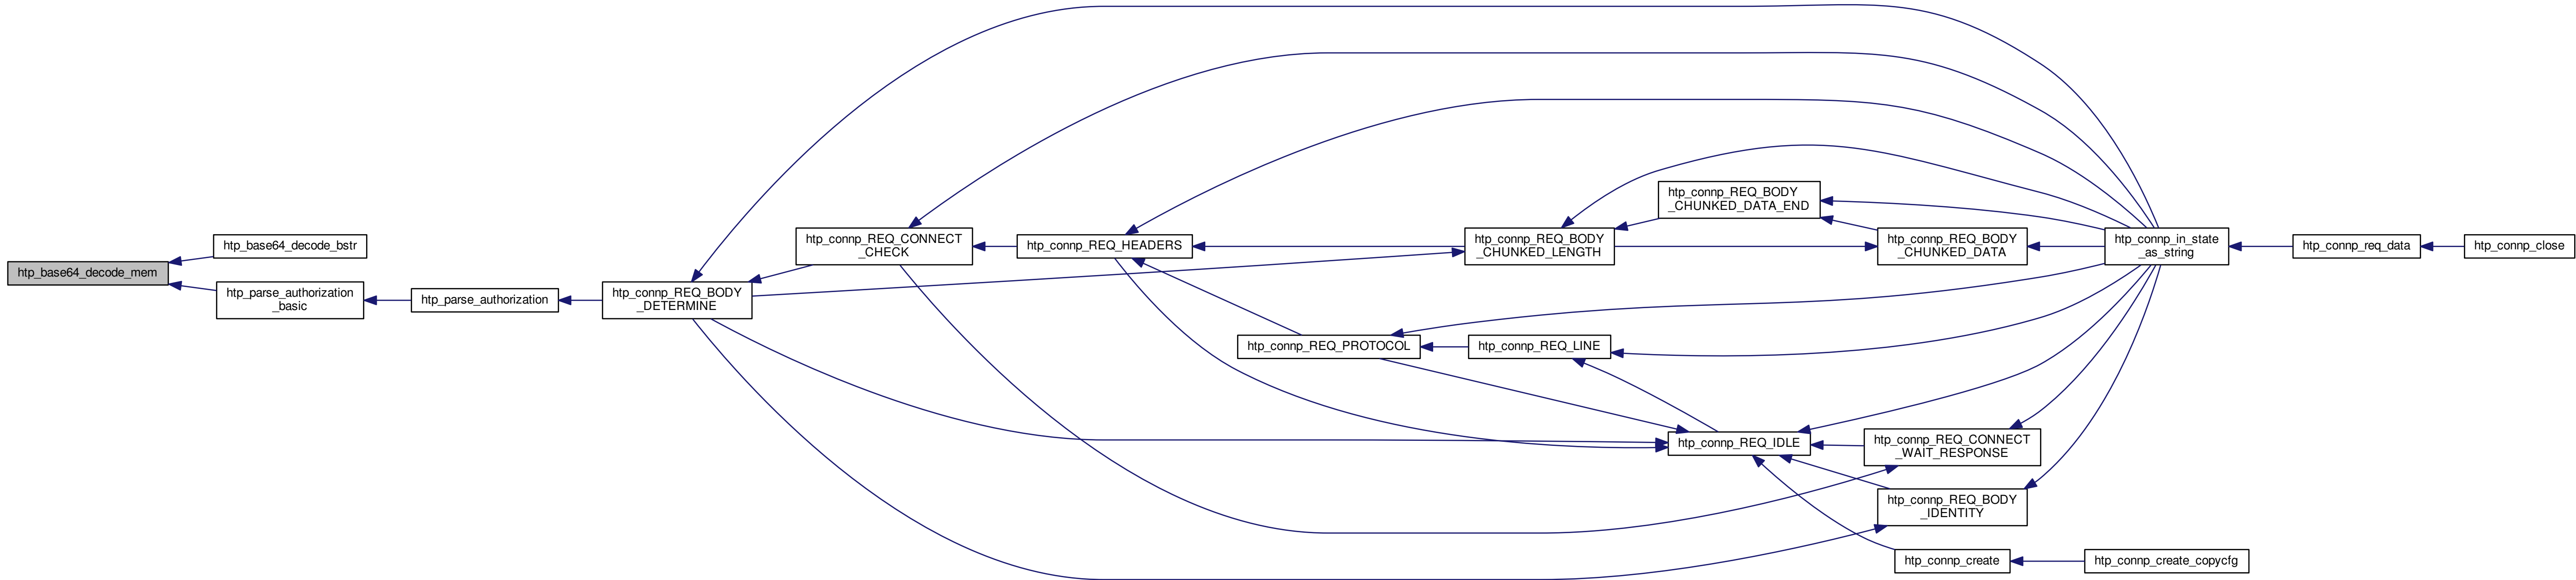 htp_base64_decode_mem
htp_base64_decode_bstr
htp_parse_authorization
_basic
htp_parse_authorization
htp_connp_REQ_BODY
_DETERMINE
htp_connp_REQ_CONNECT
_CHECK
htp_connp_REQ_HEADERS
htp_connp_REQ_PROTOCOL
htp_connp_REQ_BODY
_CHUNKED_LENGTH
htp_connp_REQ_LINE
htp_connp_REQ_BODY
_CHUNKED_DATA_END
htp_connp_REQ_IDLE
htp_connp_REQ_BODY
_CHUNKED_DATA
htp_connp_REQ_CONNECT
_WAIT_RESPONSE
htp_connp_REQ_BODY
_IDENTITY
htp_connp_create
htp_connp_in_state
_as_string
htp_connp_create_copycfg
htp_connp_req_data
htp_connp_close